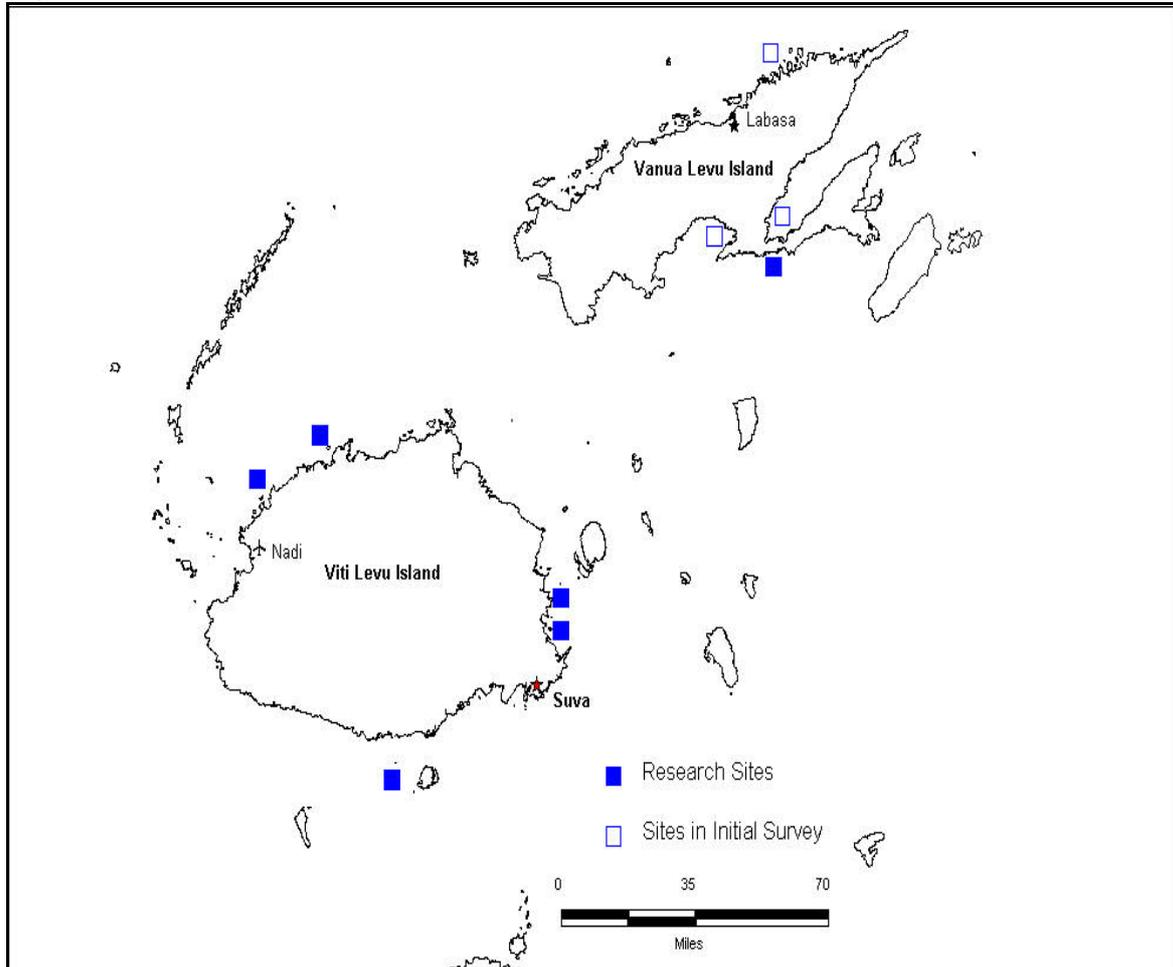 Labasa
Vanua Levu Island
Nadi
Viti Levu Island
Suva
Research Sites
Sites in Initial Survey
0 35 70
Miles